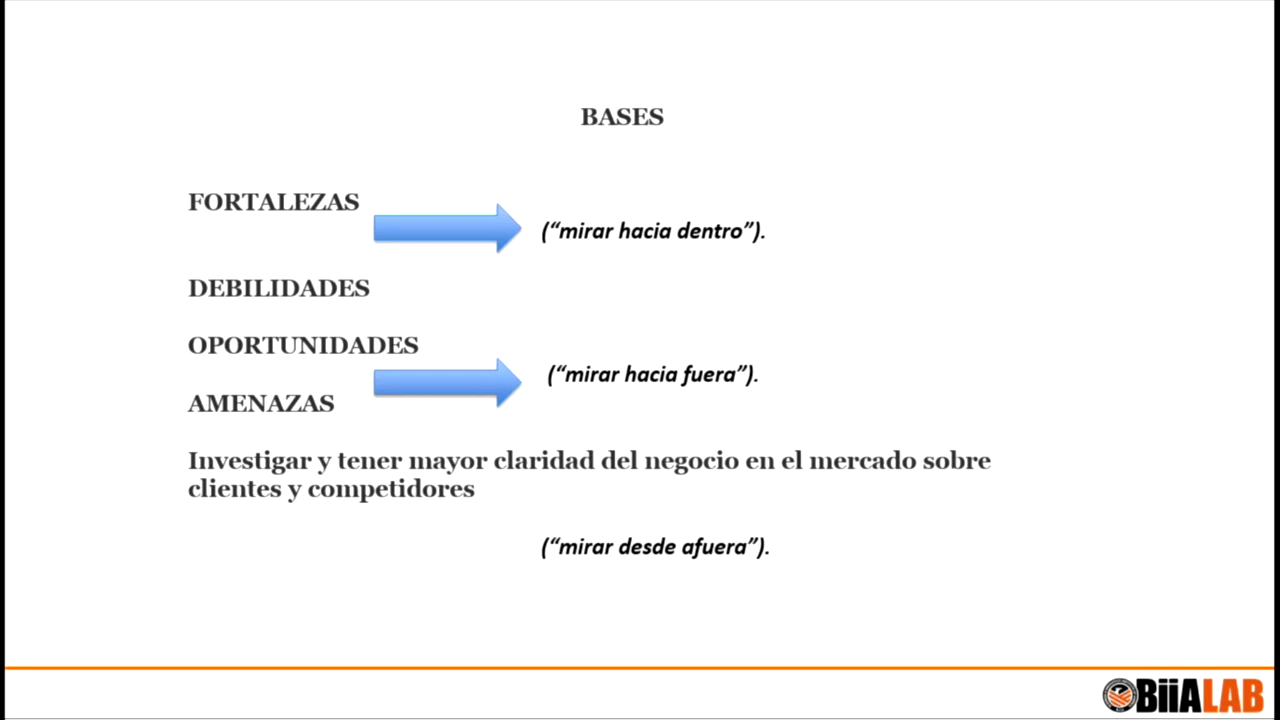 BASES
FORTALEZAS
(“mirar hacia dentro”).
DEBILIDADES
OPORTUNIDADES
(“mirar hacia fuera”).
AMENAZAS
Investigar y tener mayor claridad del negocio en el mercado sobre
clientes y competidores
(“mirar desde afuera”).
BiiALAB